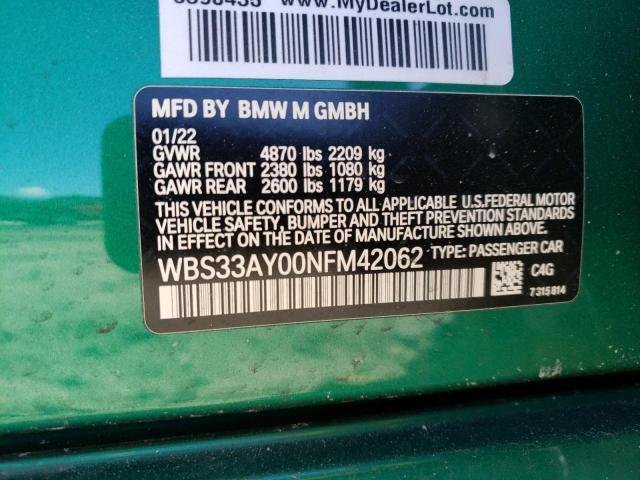 www.MyDealerLot.com
MFD BY BMW M GMBH
01/22
GVWR 4870 lbs 2209 kg
GAWR FRONT 2380 lbs 1080 kg
GAWR REAR 2600 lbs 1179 kg
THIS VEHICLE CONFORMS TO ALL APPLICABLE U.S.FEDERAL MOTOR
VEHICLE SAFETY, BUMPER AND THEFT PREVENTION STANDARDS
IN EFFECT ON THE DATE OF MANUFACTURE SHOWN ABOVE.
WBS33AY00NFM42062 TYPE: PASSENGER CAR
C4G
7315814